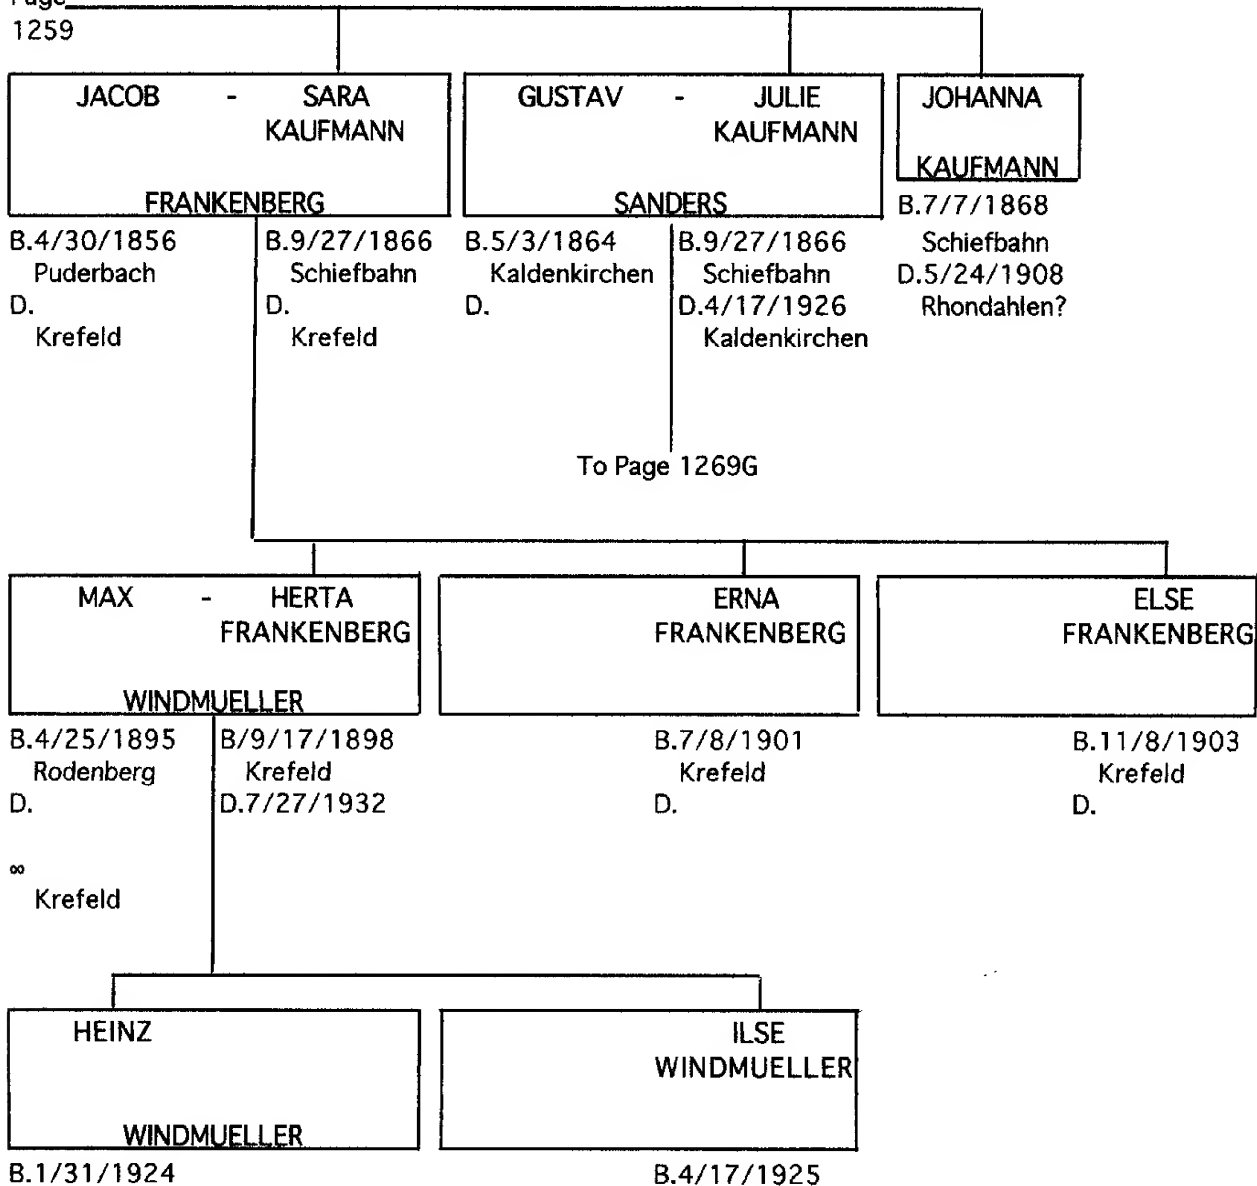 Page
1259
JACOB - SARA
KAUFMANN
FRANKENBERG
B.4/30/1856
Puderbach
D.
Krefeld
B.9/27/1866
Schiefbahn
D.
Krefeld
GUSTAV - JULIE
KAUFMANN
SANDERS
B.5/3/1864
Kaldenkirchen
D.
B.9/27/1866
Schiefbahn
D.4/17/1926
Kaldenkirchen
JOHANNA
KAUFMANN
B.7/7/1868
Schiefbahn
D.5/24/1908
Rhondahlen?
To Page 1269G
MAX - HERTA
FRANKENBERG
WINDMUELLER
B.4/25/1895
Rodenberg
D.
∞
Krefeld
B/9/17/1898
Krefeld
D.7/27/1932
ERNA
FRANKENBERG
B.7/8/1901
Krefeld
D.
ELSE
FRANKENBERG
B.11/8/1903
Krefeld
D.
HEINZ
WINDMUELLER
B.1/31/1924
ILSE
WINDMUELLER
B.4/17/1925